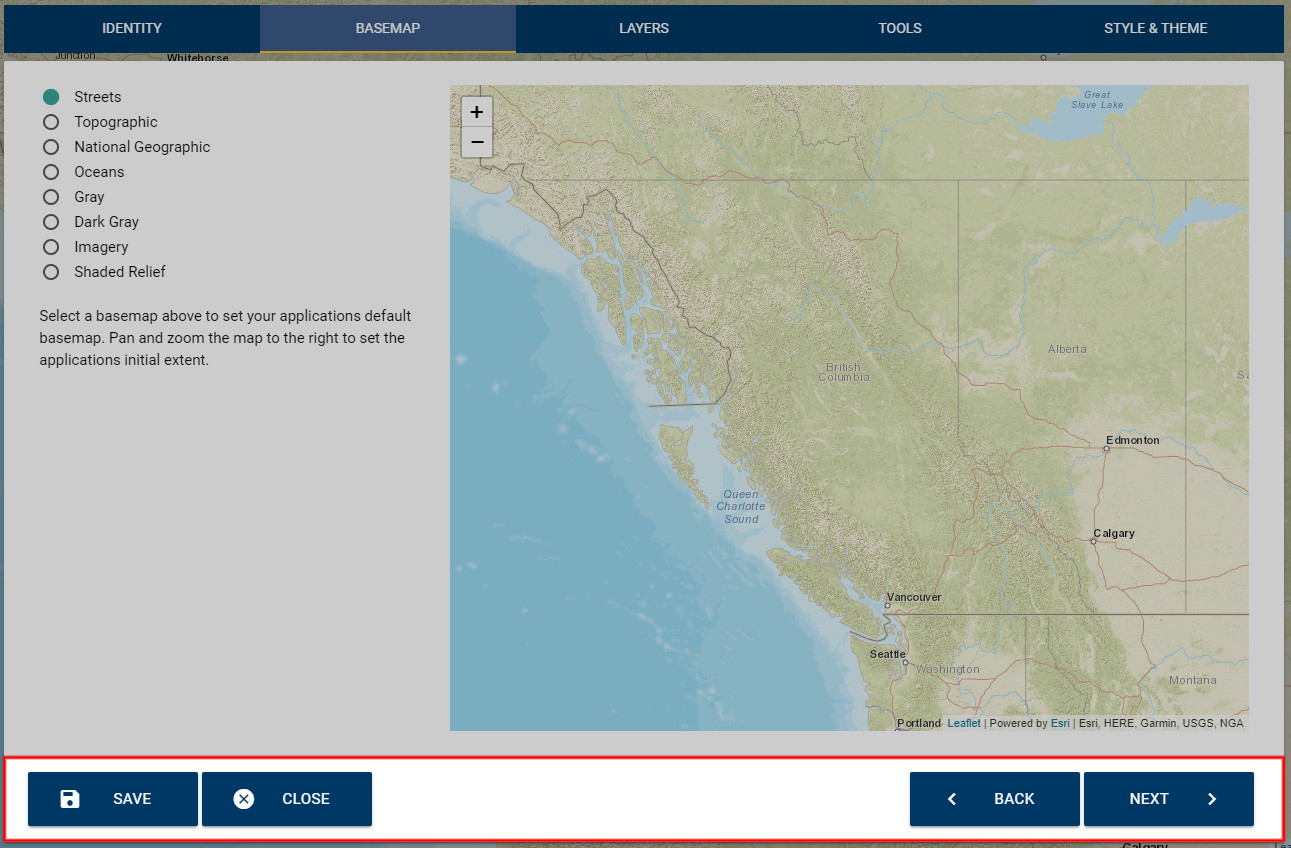 IDENTITY
BASEMAP
LAYERS
TOOLS
STYLE & THEME
Junction
Whitehorse
Streets
Topographic
National Geographic
Oceans
Gray
Dark Gray
Imagery
Shaded Relief
Select a basemap above to set your applications default
basemap. Pan and zoom the map to the right to set the
applications initial extent.
+
−
Great
Slave Lake
Alberta
British
Columbia
Edmonton
Queen
Charlotte
Sound
Calgary
Vancouver
Seattle
Washington
Montana
Portland
Leaflet | Powered by Esri | Esri, HERE, Garmin, USGS, NGA
SAVE
CLOSE
BACK
NEXT
Calgary